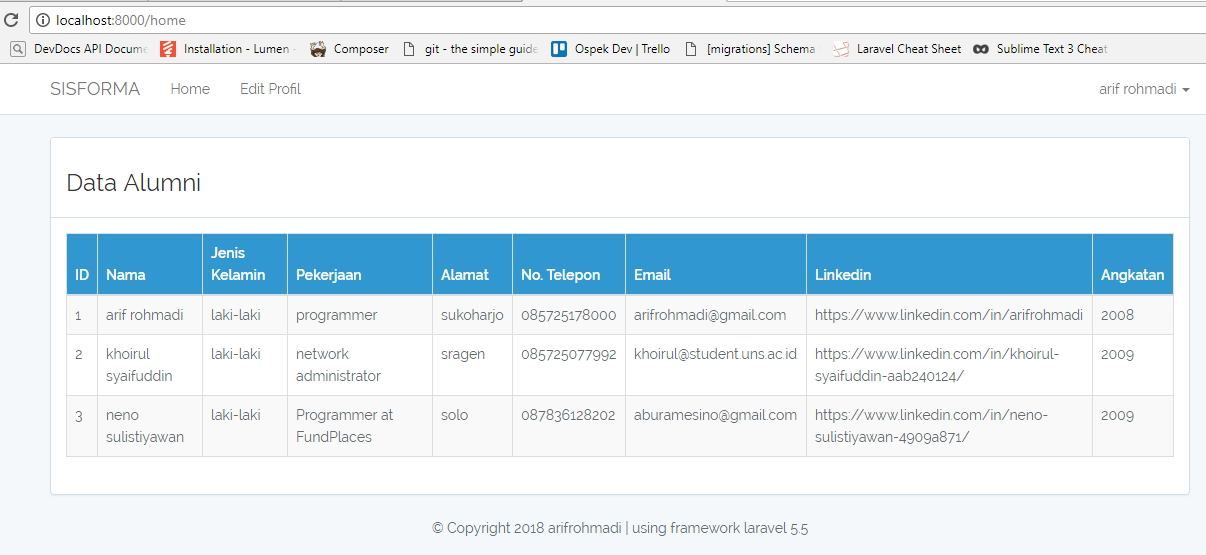 localhost:8000/home
DevDocs API Docume
Installation - Lumen -
Composer
git - the simple guide
Ospek Dev | Trello
[migrations] Schema
Laravel Cheat Sheet
Sublime Text 3 Cheat
SISFORMA Home Edit Profil arif rohmadi
Data Alumni
ID Nama Jenis Kelamin Pekerjaan Alamat No. Telepon Email Linkedin Angkatan
1 arif rohmadi laki-laki programmer sukoharjo 085725178000 arifrohmadi@gmail.com https://www.linkedin.com/in/arifrohmadi 2008
2 khoirul laki-laki network sragen 085725077992 khoirul@student.uns.ac.id https://www.linkedin.com/in/khoirul- 2009
syaifuddin administrator syaifuddin-aab240124/
3 neno laki-laki Programmer at solo 087836128202 aburamesino@gmail.com https://www.linkedin.com/in/neno- 2009
sulistiyawan FundPlaces sulistiyawan-4909a871/
© Copyright 2018 arifrohmadi | using framework laravel 5.5